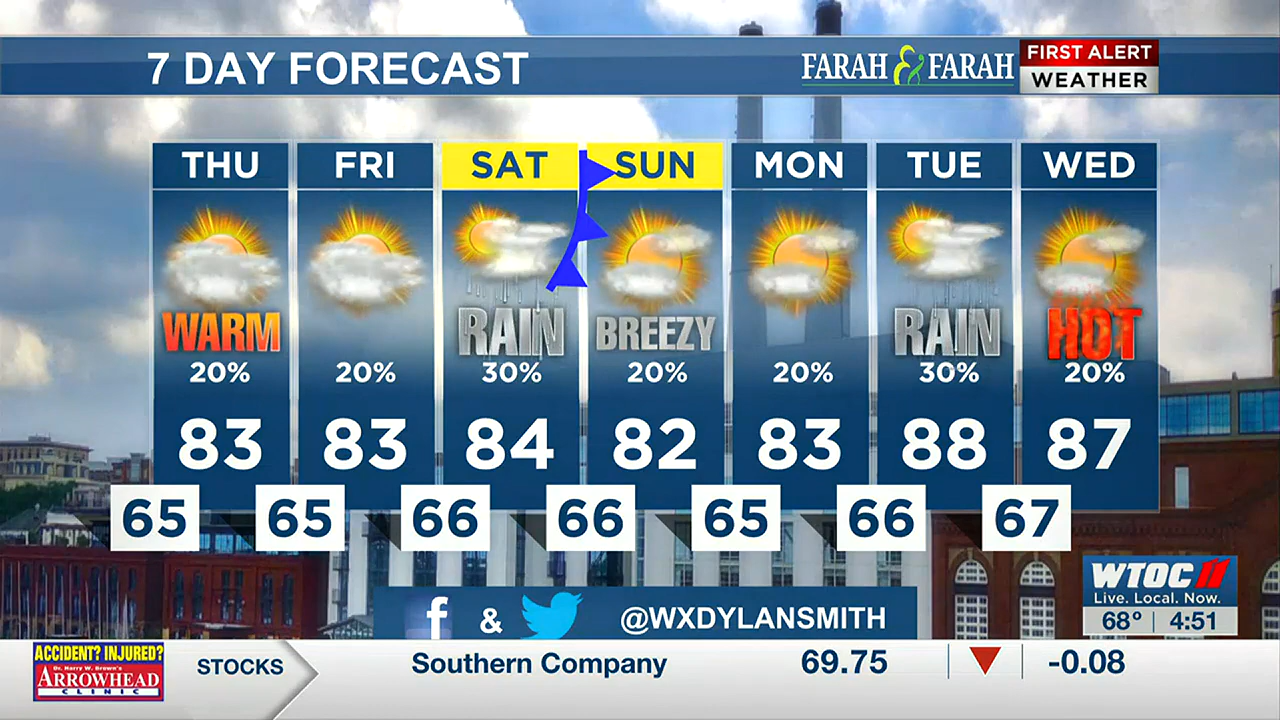 7 DAY FORECAST
FARAH & FARAH
FIRST ALERT
WEATHER
THU FRI SAT SUN MON TUE WED
WARM RAIN BREEZY RAIN HOT
20% 20% 30% 20% 20% 30% 20%
83 83 84 82 83 88 87
65 65 66 66 65 66 67
f & @WXDYLANSMITH
WTOC 11
Live. Local. Now.
68° 4:51
ACCIDENT? INJURED?
Dr. Harry W. Brown's
ARROWHEAD
CLINIC
STOCKS
Southern Company 69.75 -0.08